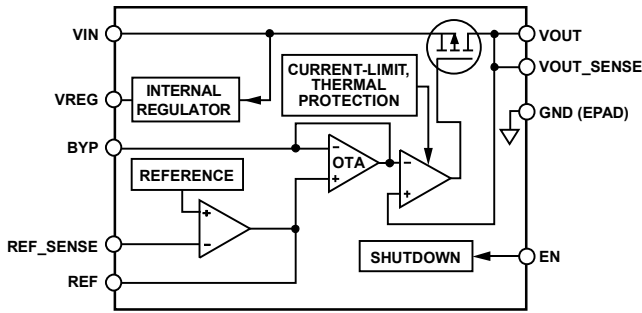 VIN
VOUT
VOUT_SENSE
CURRENT-LIMIT,
THERMAL
PROTECTION
VREG
INTERNAL
REGULATOR
GND (EPAD)
BYP
OTA
REFERENCE
REF_SENSE
SHUTDOWN
EN
REF